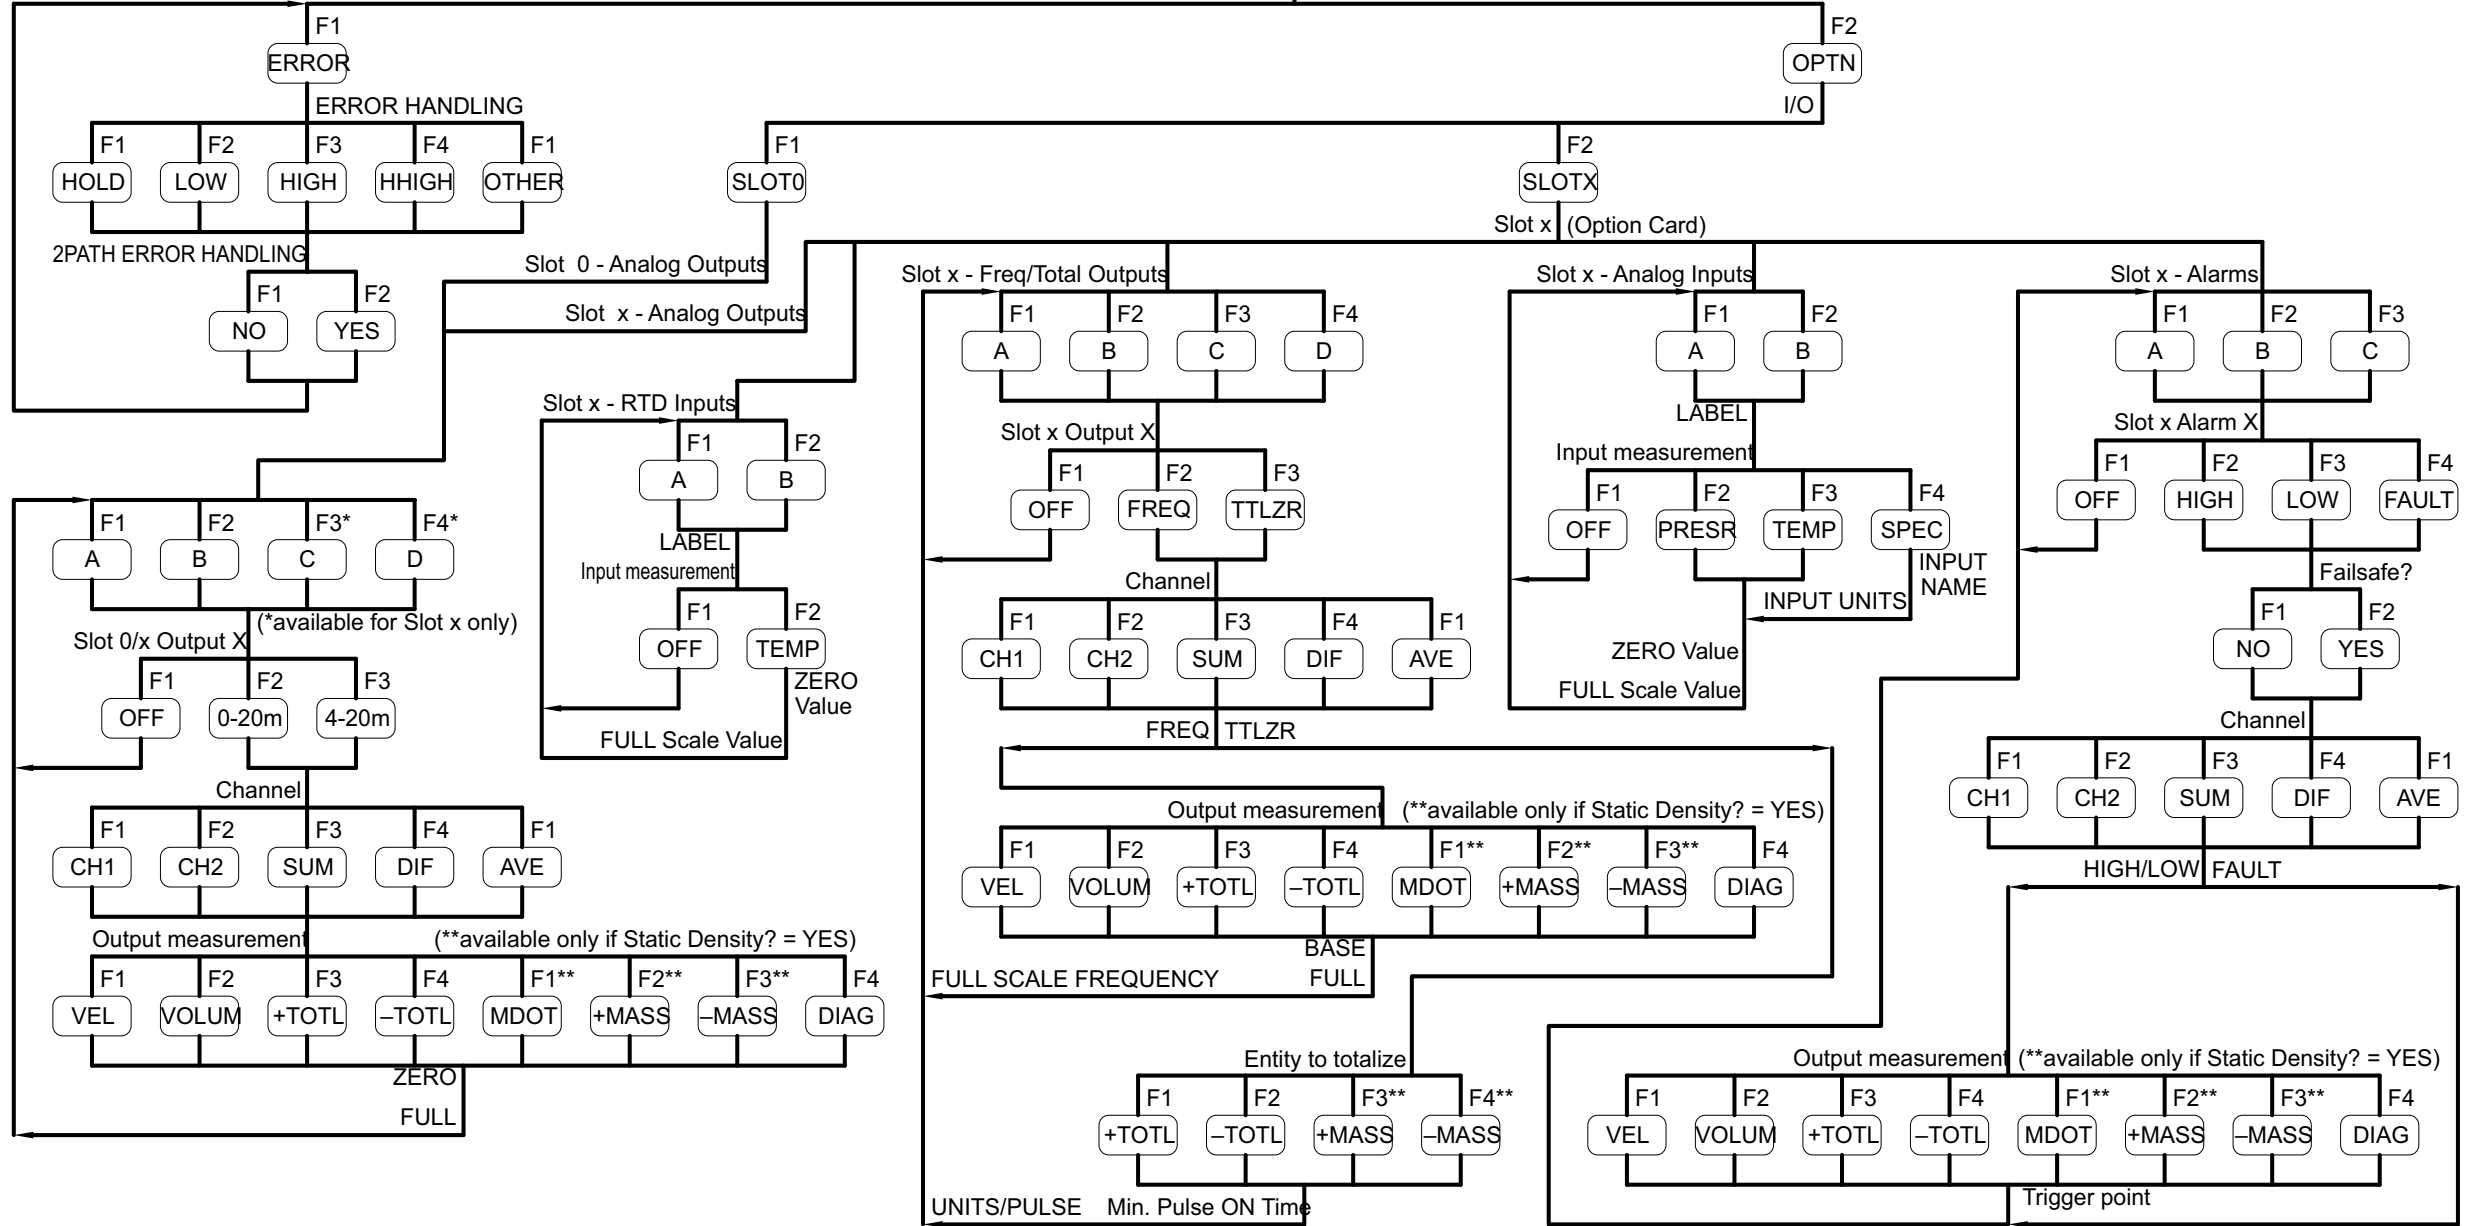 F1
ERROR
F2
OPTN
ERROR HANDLING
I/O
F1 F2 F3 F4 F1
HOLD LOW HIGH HHIGH OTHER
2PATH ERROR HANDLING
F1 F2
NO YES
F1 F2
SLOT0 SLOTX
Slot x (Option Card)
Slot 0 - Analog Outputs
Slot x - Analog Outputs
F1 F2 F3* F4*
A B C D
(*available for Slot x only)
Slot 0/x Output X
F1 F2 F3
OFF 0-20m 4-20m
Channel
F1 F2 F3 F4 F1
CH1 CH2 SUM DIF AVE
Output measurement (**available only if Static Density? = YES)
F1 F2 F3 F4 F1** F2** F3** F4
VEL VOLUM +TOTL –TOTL MDOT +MASS –MASS DIAG
ZERO
FULL
Slot x - RTD Inputs
F1 F2
A B
LABEL
Input measurement
F1 F2
OFF TEMP
ZERO
Value
FULL Scale Value
Slot x - Freq/Total Outputs
F1 F2 F3 F4
A B C D
Slot x Output X
F1 F2 F3
OFF FREQ TTLZR
Channel
F1 F2 F3 F4 F1
CH1 CH2 SUM DIF AVE
FREQ TTLZR
Output measurement (**available only if Static Density? = YES)
F1 F2 F3 F4 F1** F2** F3** F4
VEL VOLUM +TOTL –TOTL MDOT +MASS –MASS DIAG
BASE
FULL SCALE FREQUENCY FULL
Entity to totalize
F1 F2 F3** F4**
+TOTL –TOTL +MASS –MASS
UNITS/PULSE Min. Pulse ON Time
Slot x - Analog Inputs
F1 F2
A B
LABEL
Input measurement
F1 F2 F3 F4
OFF PRESR TEMP SPEC
INPUT
NAME
INPUT UNITS
ZERO Value
FULL Scale Value
Slot x - Alarms
F1 F2 F3
A B C
Slot x Alarm X
F1 F2 F3 F4
OFF HIGH LOW FAULT
Failsafe?
F1 F2
NO YES
Channel
F1 F2 F3 F4 F1
CH1 CH2 SUM DIF AVE
HIGH/LOW FAULT
Output measurement (**available only if Static Density? = YES)
F1 F2 F3 F4 F1** F2** F3** F4
VEL VOLUM +TOTL –TOTL MDOT +MASS –MASS DIAG
Trigger point